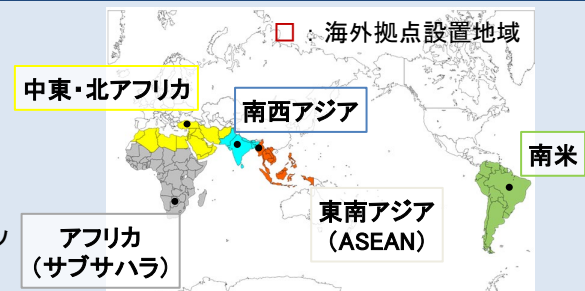 □ : 海外拠点設置地域
中東・北アフリカ
南西アジア
南米
東南アジア
（ASEAN）
アフリカ
（サブサハラ）